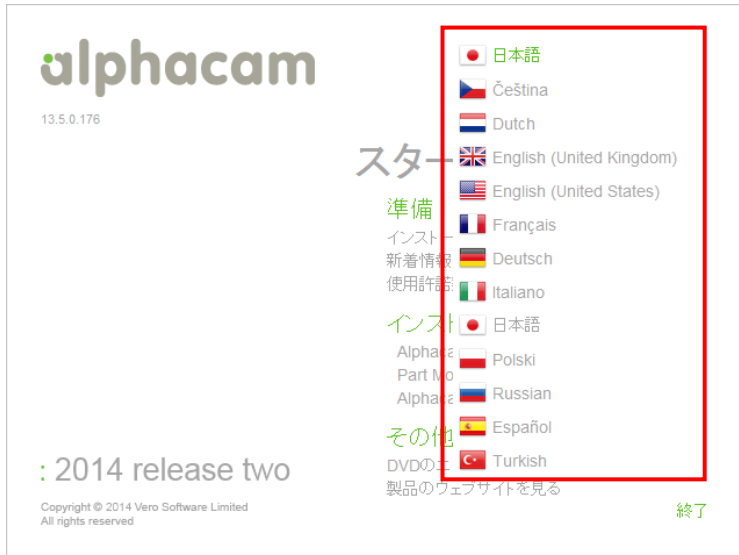 alphacam
13.5.0.176
日本語
Čeština
Dutch
English (United Kingdom)
English (United States)
Français
Deutsch
Italiano
日本語
Polski
Russian
Español
Turkish
スター
準備
インストー
新着情報
使用許諾
インスト
Alphaca
Part Mo
Alphaca
その他
DVDの
製品のウェブサイトを見る
終了
: 2014 release two
Copyright © 2014 Vero Software Limited
All rights reserved